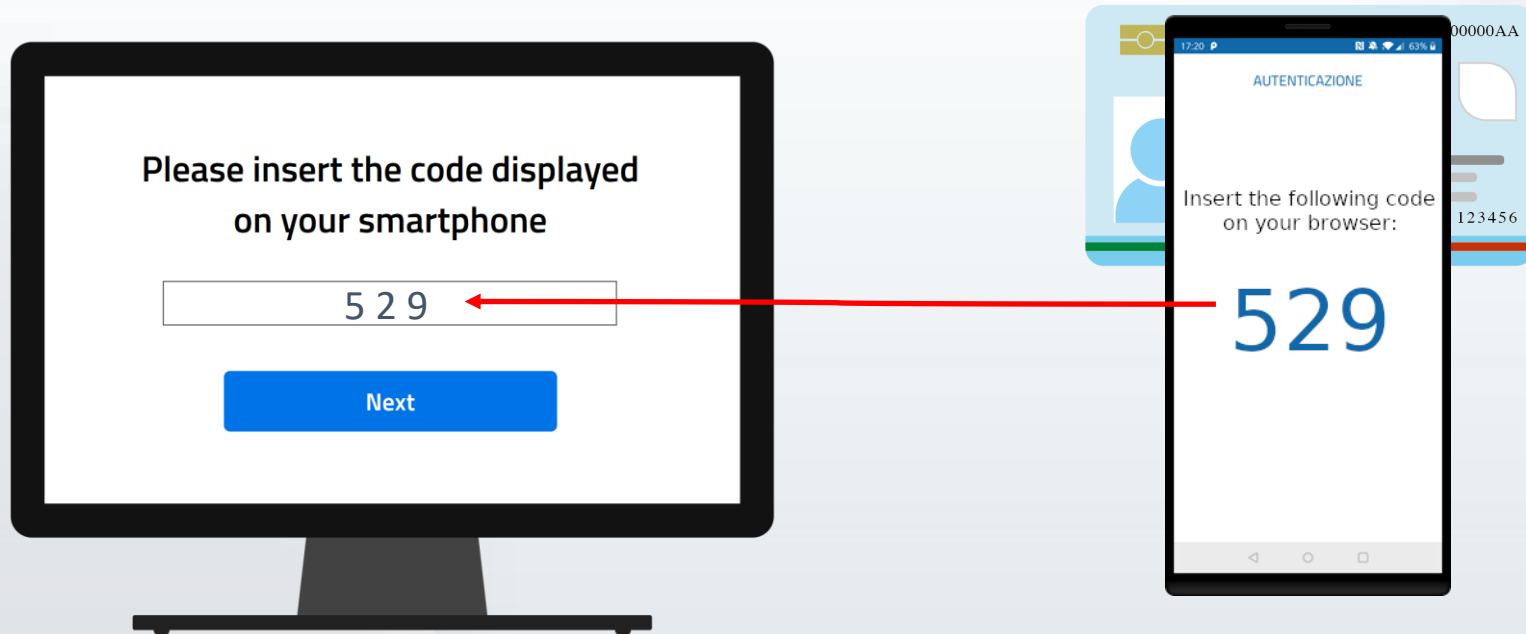 Please insert the code displayed
on your smartphone
5 2 9
Next
00000AA
123456
17:20
63%
AUTENTICAZIONE
Insert the following code
on your browser:
529